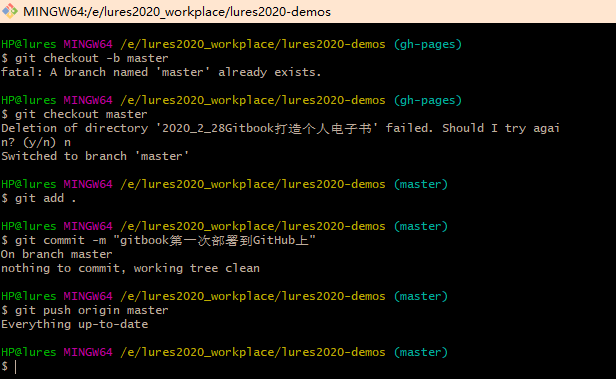 MINGW64:/e/lures2020_workplace/lures2020-demos
HP@lures MINGW64 /e/lures2020_workplace/lures2020-demos (gh-pages)
$ git checkout -b master
fatal: A branch named 'master' already exists.
HP@lures MINGW64 /e/lures2020_workplace/lures2020-demos (gh-pages)
$ git checkout master
Deletion of directory '2020_2_28Gitbook打造个人电子书' failed. Should I try agai
n? (y/n) n
Switched to branch 'master'
HP@lures MINGW64 /e/lures2020_workplace/lures2020-demos (master)
$ git add .
HP@lures MINGW64 /e/lures2020_workplace/lures2020-demos (master)
$ git commit -m "gitbook第一次部署到GitHub上"
On branch master
nothing to commit, working tree clean
HP@lures MINGW64 /e/lures2020_workplace/lures2020-demos (master)
$ git push origin master
Everything up-to-date
HP@lures MINGW64 /e/lures2020_workplace/lures2020-demos (master)
$